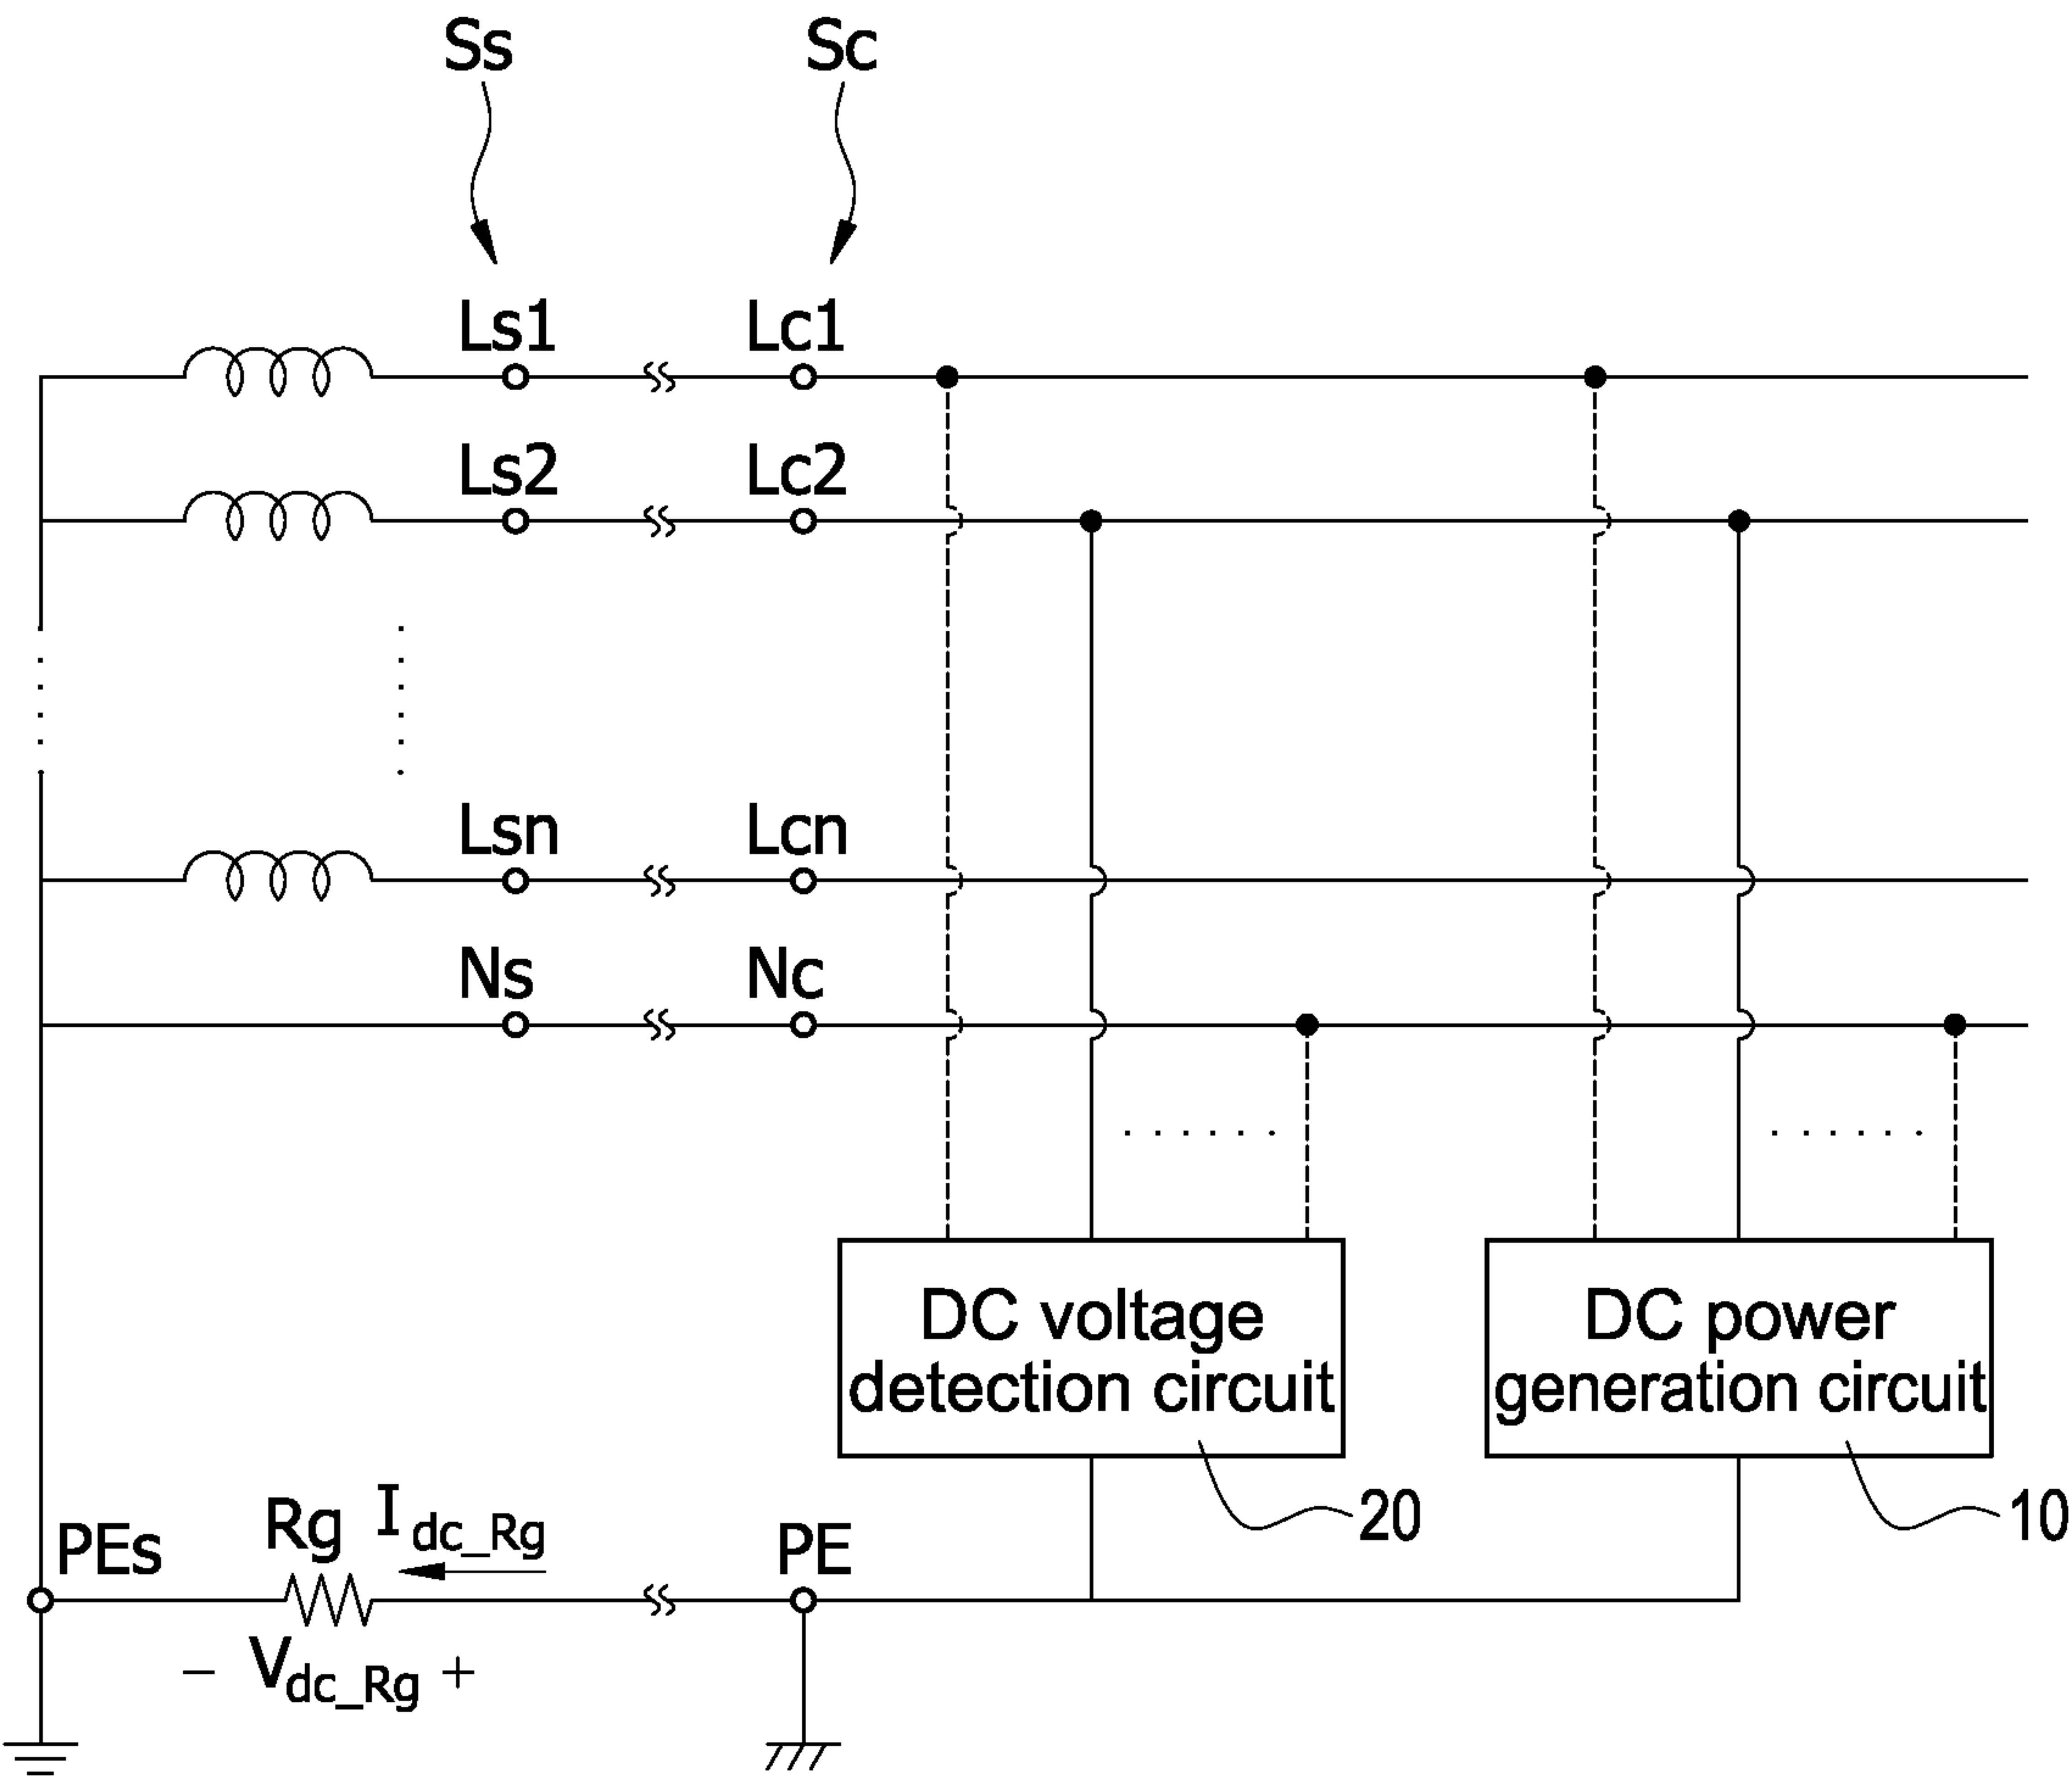 Ss Sc
Ls1 Lc1
Ls2 Lc2
Lsn Lcn
Ns Nc
DC voltage
detection circuit
DC power
generation circuit
20
10
PEs Rg Idc_Rg PE
− Vdc_Rg +